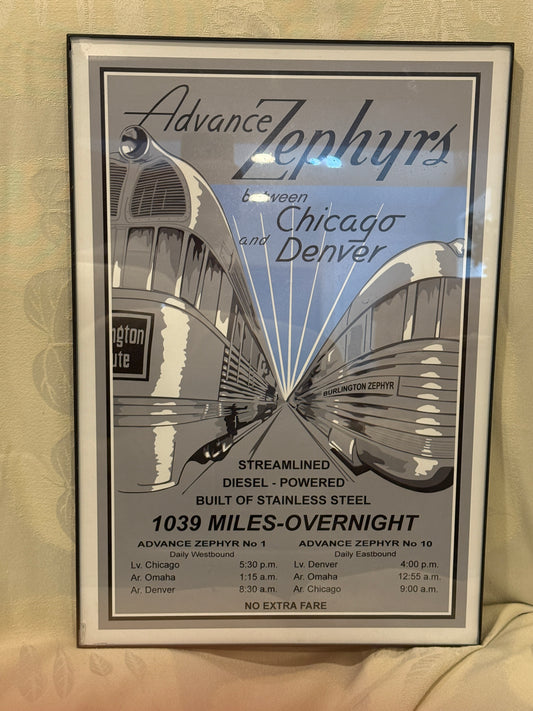 Advance Zephyrs
between
Chicago
and Denver
ington
ute
BURLINGTON ZEPHYR
STREAMLINED
DIESEL - POWERED
BUILT OF STAINLESS STEEL
1039 MILES-OVERNIGHT
ADVANCE ZEPHYR No 1
Daily Westbound
Lv. Chicago 5:30 p.m.
Ar. Omaha 1:15 a.m.
Ar. Denver 8:30 a.m.
ADVANCE ZEPHYR No 10
Daily Eastbound
Lv. Denver 4:00 p.m.
Ar. Omaha 12:55 a.m.
Ar. Chicago 9:00 a.m.
NO EXTRA FARE